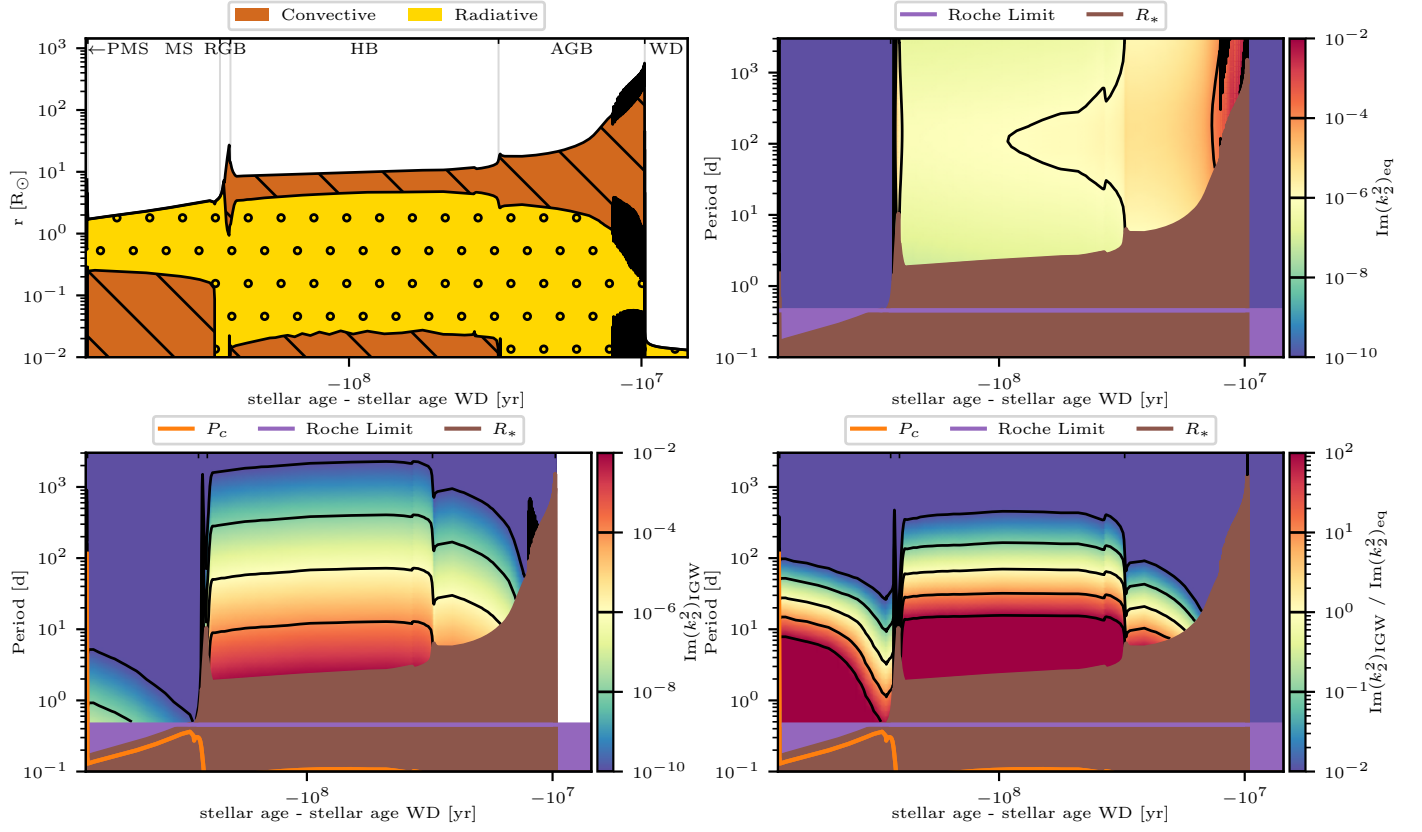 Convective Radiative
←PMS MS RGB HB AGB WD
10³
10²
10¹
10⁰
10⁻¹
10⁻²
r [R⊙]
−10⁸ −10⁷
stellar age - stellar age WD [yr]
Roche Limit R*
10³
10²
10¹
10⁰
10⁻¹
Period [d]
−10⁸ −10⁷
stellar age - stellar age WD [yr]
10⁻²
10⁻⁴
10⁻⁶
10⁻⁸
10⁻¹⁰
Im(k₂²)eq
P_c Roche Limit R*
10³
10²
10¹
10⁰
10⁻¹
Period [d]
−10⁸ −10⁷
stellar age - stellar age WD [yr]
10⁻²
10⁻⁴
10⁻⁶
10⁻⁸
10⁻¹⁰
Im(k₂²)IGW
P_c Roche Limit R*
10³
10²
10¹
10⁰
10⁻¹
Period [d]
−10⁸ −10⁷
stellar age - stellar age WD [yr]
10²
10¹
10⁰
10⁻¹
10⁻²
Im(k₂²)IGW / Im(k₂²)eq